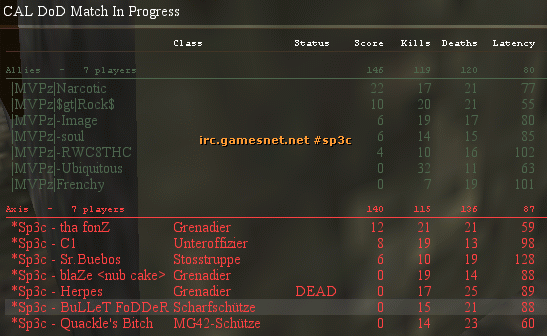 CAL DoD Match In Progress
Class Status Score Kills Deaths Latency
Allies - 7 players 146 119 120 80
|MVPz|Narcotic 22 17 21 77
|MVPz|$gt|Rock$ 10 20 21 55
|MVPz|-Image 6 19 17 80
|MVPz|-soul 6 14 15 85
|MVPz|-RWC$THC 6 10 16 102
|MVPz|-Ubiquitous 0 32 11 63
|MVPz|Frenchy 0 7 19 101
irc.gamesnet.net #sp3c
Axis - 7 players 140 115 135 87
*Sp3c - tha fonZ Grenadier 12 21 21 59
*Sp3c - C1 Unteroffizier 8 19 13 98
*Sp3c - Sr.Buebos Stosstruppe 6 10 19 128
*Sp3c - blaZe <nub cake> Grenadier 0 19 14 88
*Sp3c - Herpes Grenadier DEAD 0 17 25 89
*Sp3c - BuLLeT FoDDeR Scharfschütze 0 15 21 88
*Sp3c - Quackle's Bitch MG42-Schütze 0 14 23 60